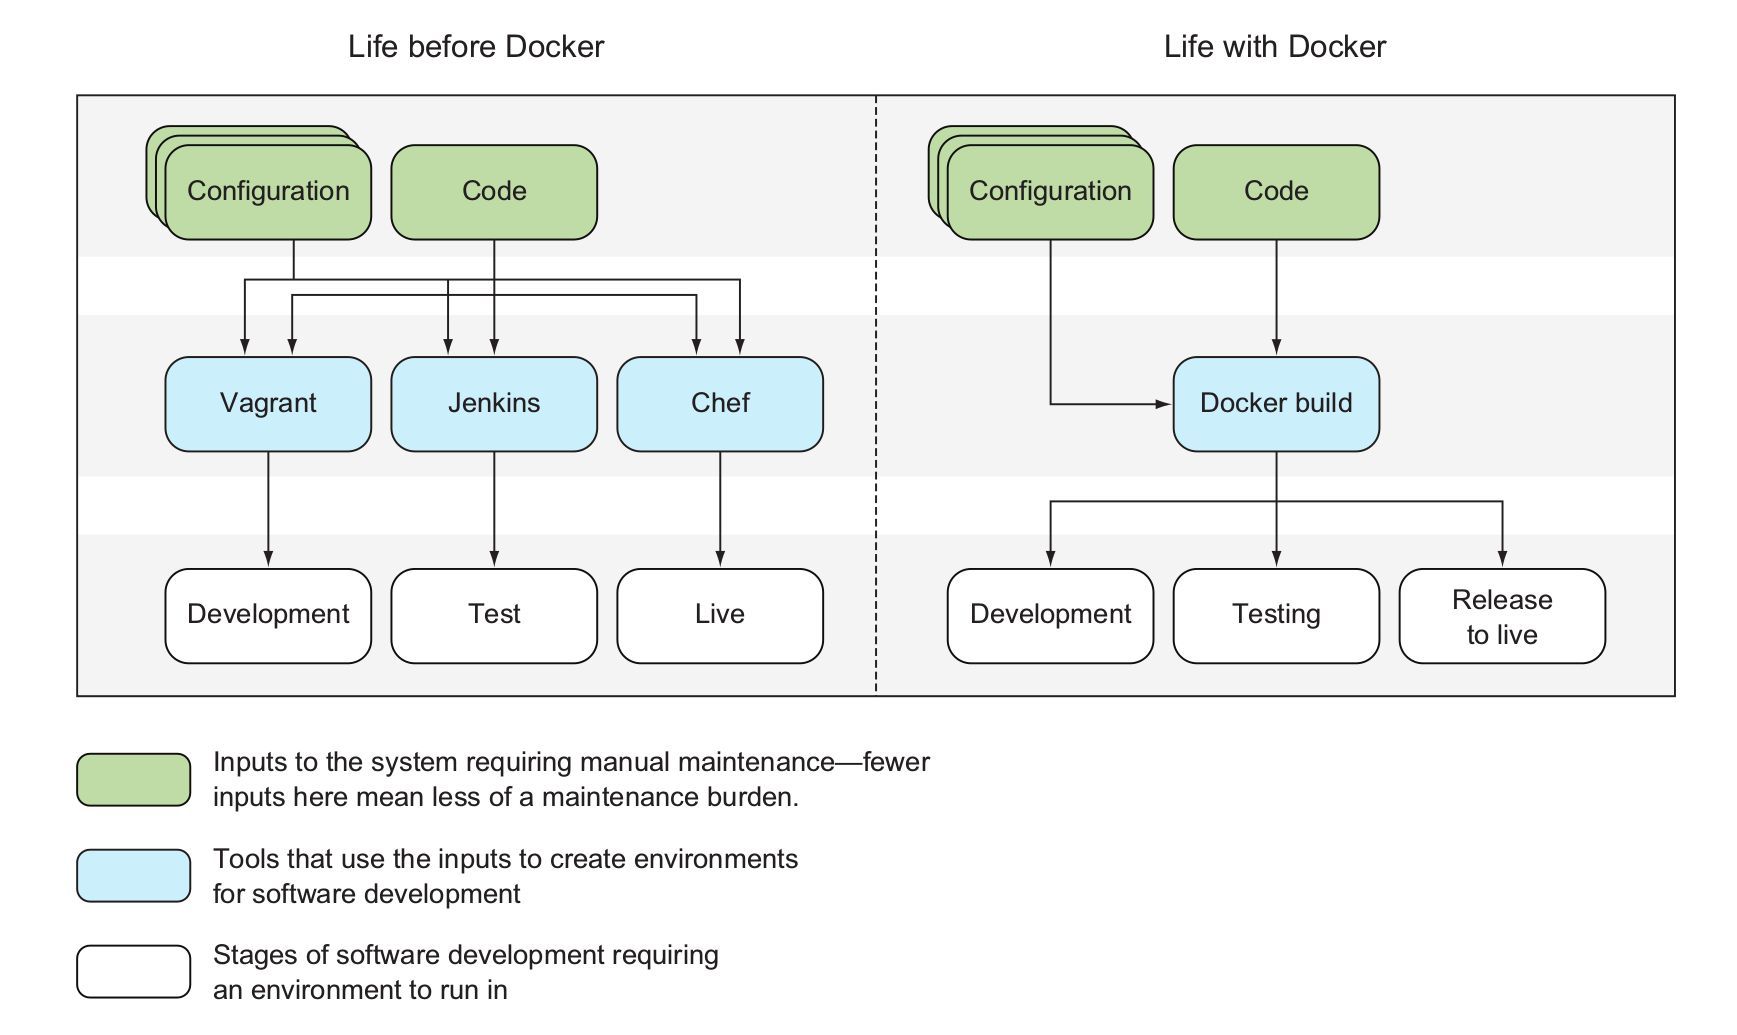 Life before Docker
Life with Docker
Configuration
Code
Configuration
Code
Vagrant
Jenkins
Chef
Docker build
Development
Test
Live
Development
Testing
Release
to live
Inputs to the system requiring manual maintenance—fewer
inputs here mean less of a maintenance burden.
Tools that use the inputs to create environments
for software development
Stages of software development requiring
an environment to run in